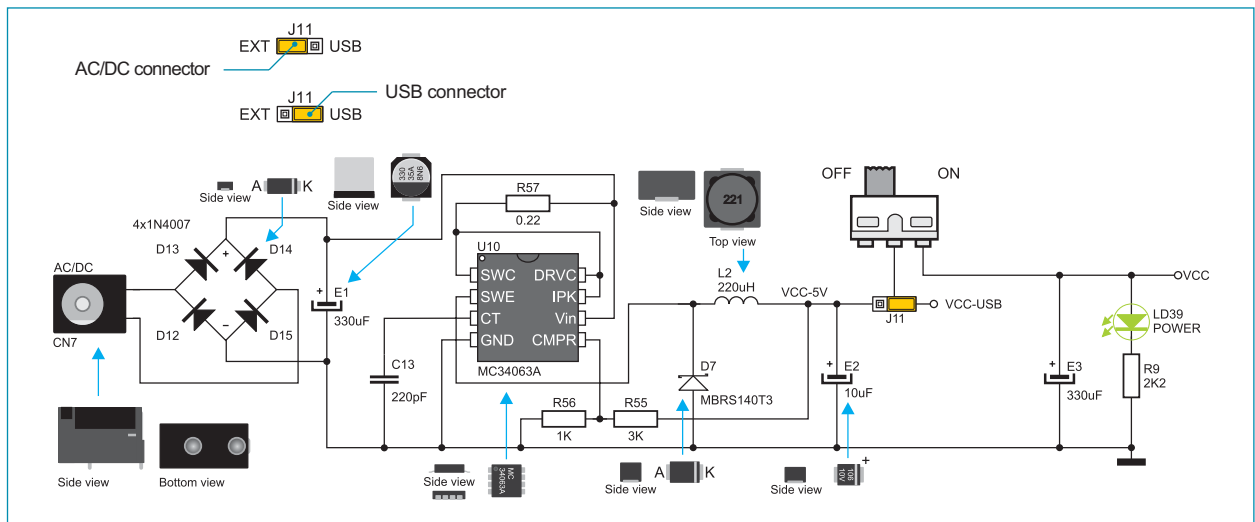 J11
EXT USB
AC/DC connector
J11
EXT USB
USB connector
OFF ON
330
35A
8N6
Side view
A K
Side view
R57
0.22
Side view
221
Top view
4x1N4007
D13 D14
+
-
D12 D15
AC/DC
CN7
+
E1
330uF
U10
SWC DRVC
SWE IPK
CT Vin
GND CMPR
MC34063A
C13
220pF
L2
220uH
VCC-5V
J11
VCC-USB
VCC
LD39
POWER
D7
MBRS140T3
+
E2
10uF
+
E3
330uF
R9
2K2
R56
1K
R55
3K
Side view
Bottom view
Side view
MC
34063A
Side view
A K
Side view
106
10V
+